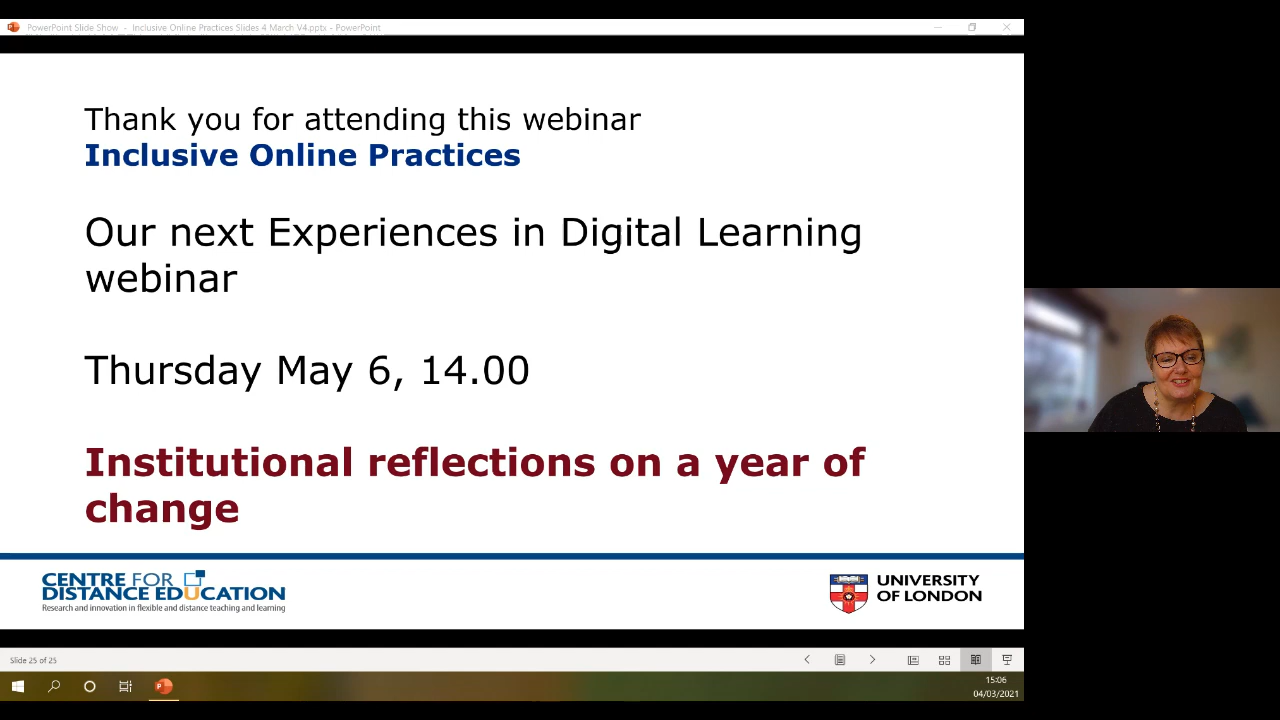 PowerPoint Slide Show - Inclusive Online Practices Slides 4 March V4.pptx - PowerPoint
Thank you for attending this webinar
Inclusive Online Practices
Our next Experiences in Digital Learning
webinar
Thursday May 6, 14.00
Institutional reflections on a year of
change
CENTRE FOR
DISTANCE EDUCATION
Research and innovation in flexible and distance teaching and learning
UNIVERSITY
OF LONDON
Slide 25 of 25
15:06
04/03/2021